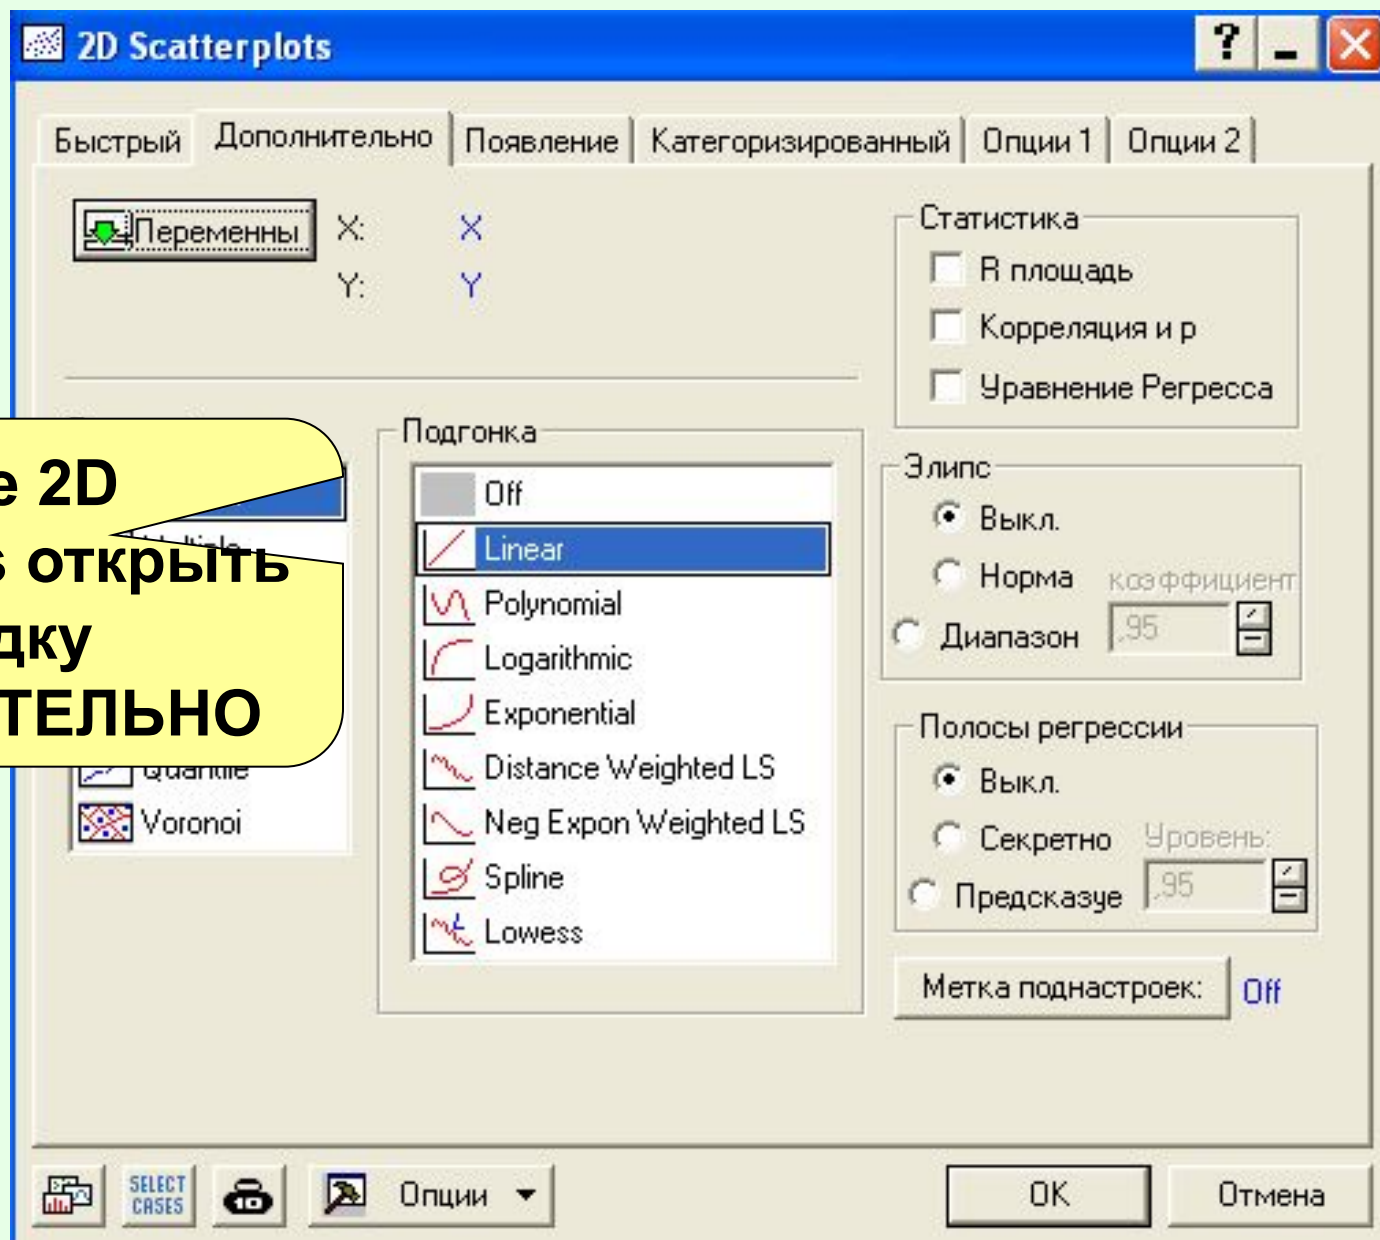 2D Scatterplots
Быстрый Дополнительно Появление Категоризированный Опции 1 Опции 2
Переменны X: X
Y: Y
Статистика
R площадь
Корреляция и р
Уравнение Регресса
Подгонка
Off
Linear
Polynomial
Logarithmic
Exponential
Distance Weighted LS
Neg Expon Weighted LS
Spline
Lowess
е 2D
s открыть
дку
ТЕЛЬНО
Quantile
Voronoi
Элипс
Выкл.
Норма коэффициент
Диапазон ,95
Полосы регрессии
Выкл.
Секретно Уровень:
Предсказуе ,95
Метка поднастроек: Off
SELECT
CASES
Опции
OK Отмена